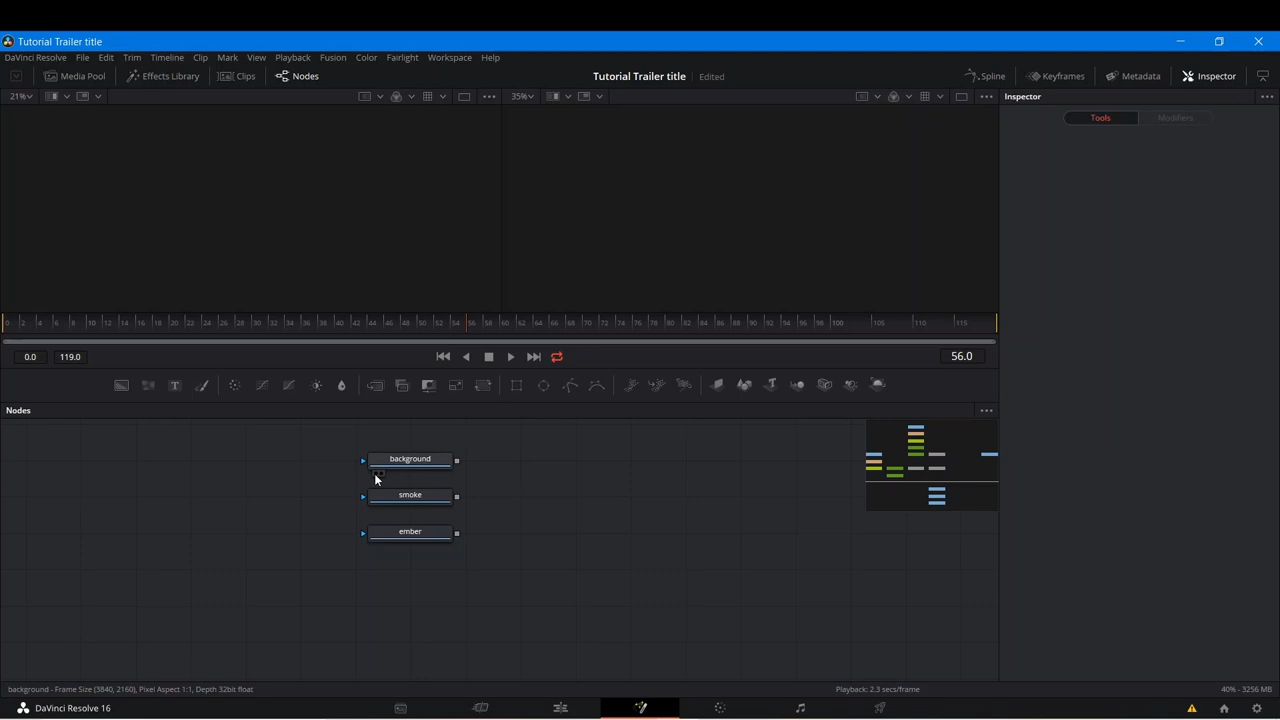 Tutorial Trailer title
DaVinci Resolve File Edit Trim Timeline Clip Mark View Playback Fusion Color Fairlight Workspace Help
Media Pool Effects Library Clips Nodes Tutorial Trailer title Edited Spline Keyframes Metadata Inspector
21% 35% Inspector
Tools Modifiers
0 2 4 6 8 10 12 14 16 18 20 22 24 26 28 30 32 34 36 38 40 42 44 46 48 50 52 54 56 58 60 62 64 66 68 70 72 74 76 78 80 82 84 86 88 90 92 94 96 98 100 105 110 115
0.0 119.0 56.0
Nodes
background
smoke
ember
background - Frame Size (3840, 2160), Pixel Aspect 1:1, Depth 32bit float Playback: 2.3 secs/frame 40% - 3256 MB
DaVinci Resolve 16